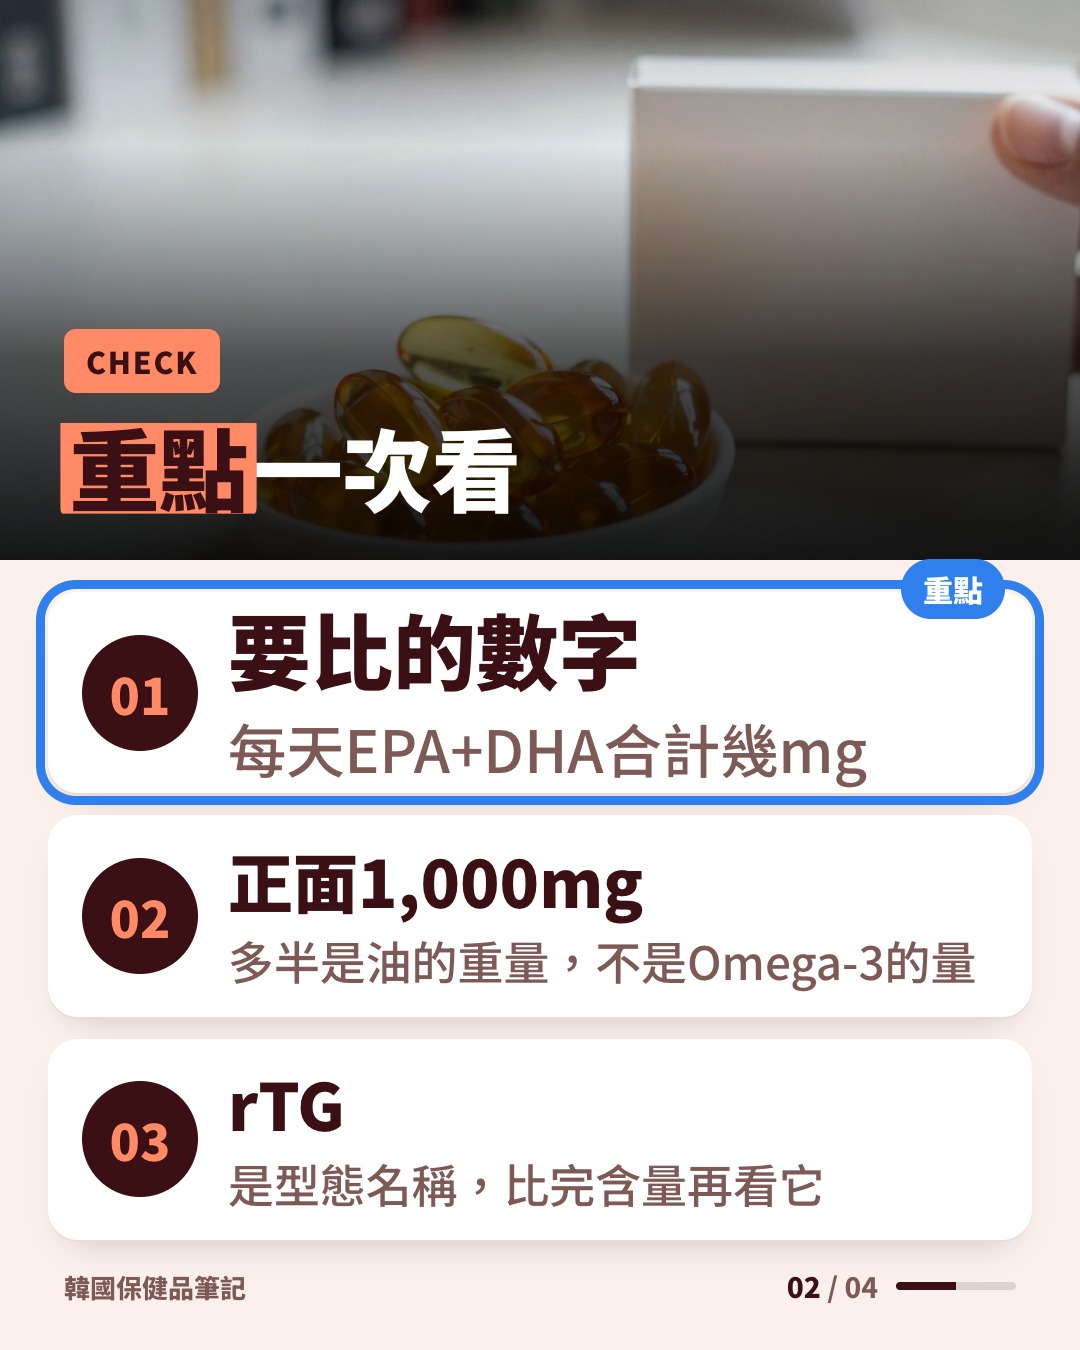 CHECK
重點一次看
重點
01
要比的數字
每天EPA+DHA合計幾mg
02
正面1,000mg
多半是油的重量，不是Omega-3的量
03
rTG
是型態名稱，比完含量再看它
韓國保健品筆記
02 / 04